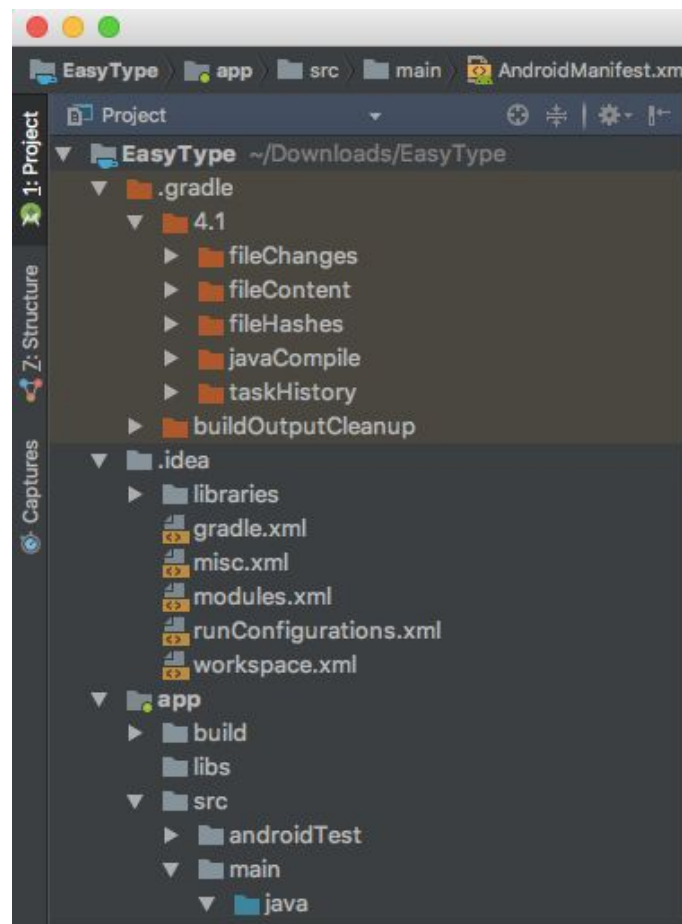 EasyType app src main AndroidManifest.xm
Project
EasyType ~/Downloads/EasyType
.gradle
4.1
fileChanges
fileContent
fileHashes
javaCompile
taskHistory
buildOutputCleanup
.idea
libraries
gradle.xml
misc.xml
modules.xml
runConfigurations.xml
workspace.xml
app
build
libs
src
androidTest
main
java
1: Project
Z: Structure
Captures